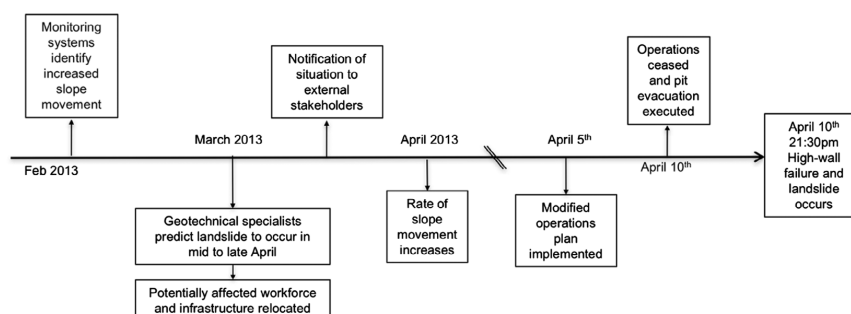 Monitoring
systems
identify
increased
slope
movement
Feb 2013
March 2013
Geotechnical specialists
predict landslide to occur in
mid to late April
Potentially affected workforce
and infrastructure relocated
Notification of
situation to
external
stakeholders
April 2013
Rate of
slope
movement
increases
April 5th
Modified
operations
plan
implemented
Operations
ceased
and pit
evacuation
executed
April 10th
April 10th
21:30pm
High-wall
failure and
landslide
occurs